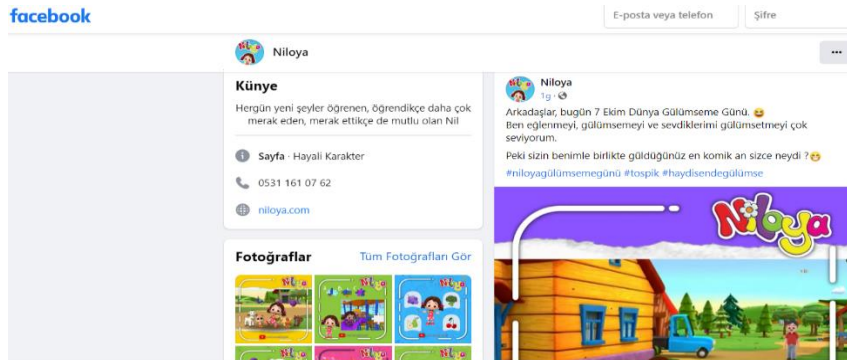 facebook
E-posta veya telefon
Şifre
Niloya
Künye
Hergün yeni şeyler öğrenen, öğrendikçe daha çok
merak eden, merak ettikçe de mutlu olan Nil
Sayfa · Hayali Karakter
0531 161 07 62
niloya.com
Fotoğraflar
Tüm Fotoğrafları Gör
Niloya
1g ·
Arkadaşlar, bugün 7 Ekim Dünya Gülümseme Günü. 😄
Ben eğlenmeyi, gülümsemeyi ve sevdiklerimi gülümsetmeyi çok
seviyorum.
Peki sizin benimle birlikte güldüğünüz en komik an sizce neydi ?😁
#niloyagülümsemegünü #tospik #haydisendegülümse
Niloya